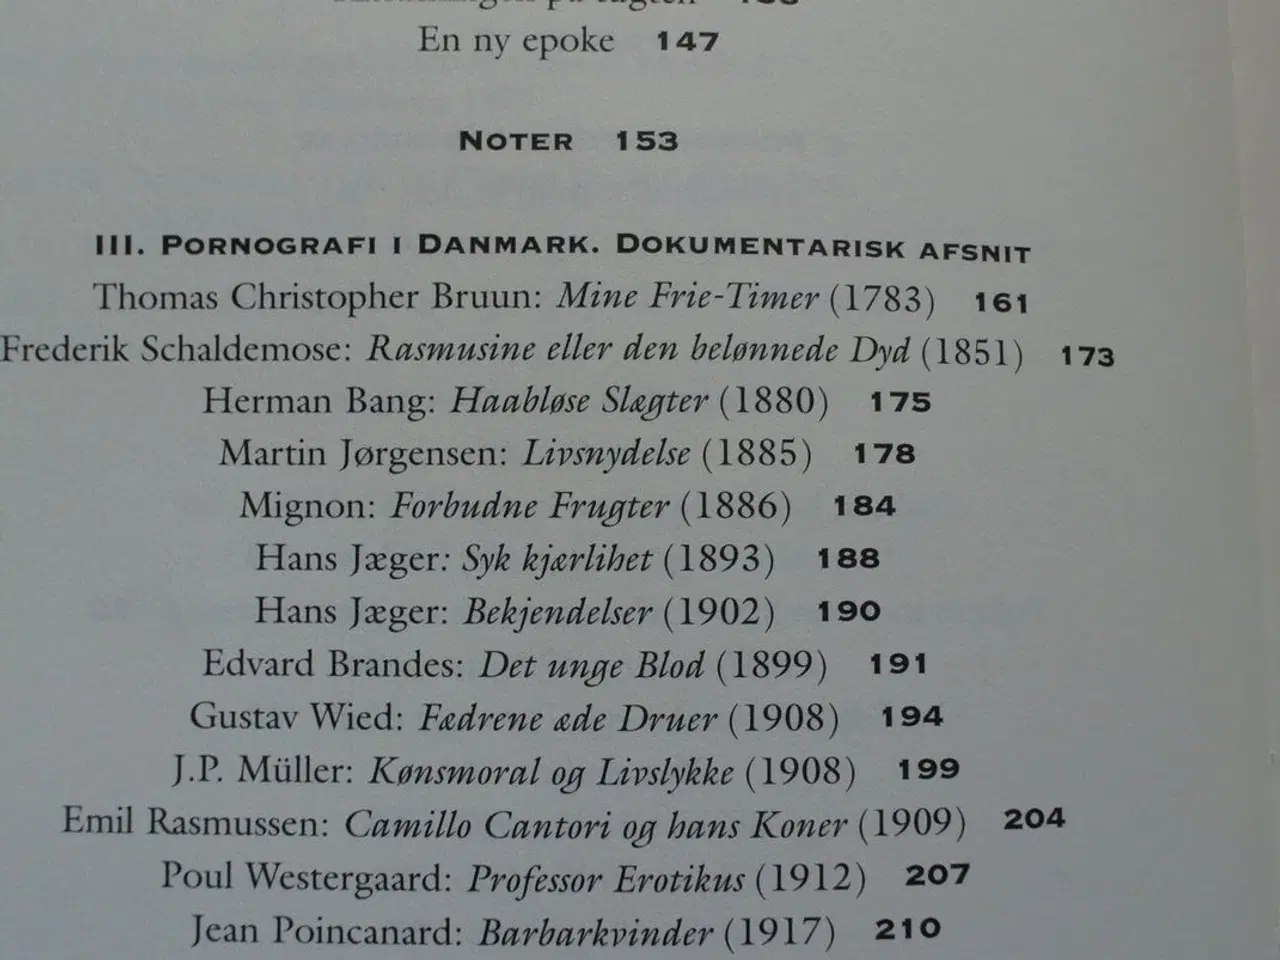 En ny epoke 147
NOTER 153
III. PORNOGRAFI I DANMARK. DOKUMENTARISK AFSNIT
Thomas Christopher Bruun: Mine Frie-Timer (1783) 161
Frederik Schaldemose: Rasmusine eller den belønnede Dyd (1851) 173
Herman Bang: Haabløse Slægter (1880) 175
Martin Jørgensen: Livsnydelse (1885) 178
Mignon: Forbudne Frugter (1886) 184
Hans Jæger: Syk kjærlihet (1893) 188
Hans Jæger: Bekjendelser (1902) 190
Edvard Brandes: Det unge Blod (1899) 191
Gustav Wied: Fædrene æde Druer (1908) 194
J.P. Müller: Kønsmoral og Livslykke (1908) 199
Emil Rasmussen: Camillo Cantori og hans Koner (1909) 204
Poul Westergaard: Professor Erotikus (1912) 207
Jean Poincanard: Barbarkvinder (1917) 210